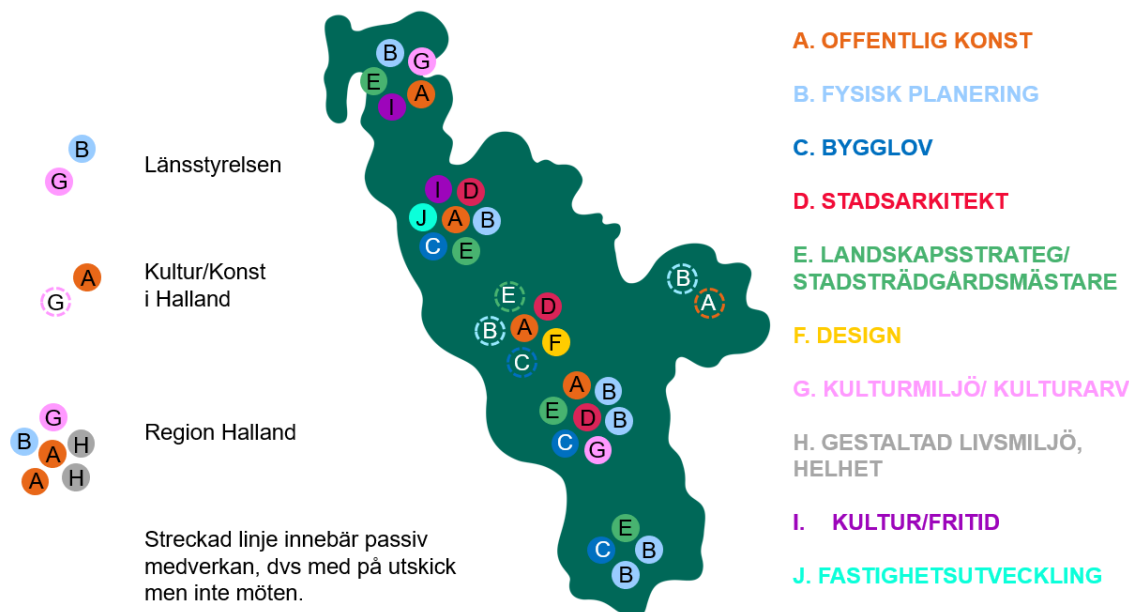 B
G
Länsstyrelsen
A
G
Kultur/Konst
i Halland
G
B
H
A
A
H
Region Halland
Streckad linje innebär passiv
medverkan, dvs med på utskick
men inte möten.
B
G
E
A
I
I
D
J
A
B
C
E
E
D
B
A
F
C
B
A
A
B
E
D
B
C
G
E
C
B
B
A. OFFENTLIG KONST
B. FYSISK PLANERING
C. BYGGLOV
D. STADSARKITEKT
E. LANDSKAPSSTRATEG/
STADSTRÄDGÅRDSMÄSTARE
F. DESIGN
G. KULTURMILJÖ/ KULTURARV
H. GESTALTAD LIVSMILJÖ,
HELHET
I. KULTUR/FRITID
J. FASTIGHETSUTVECKLING